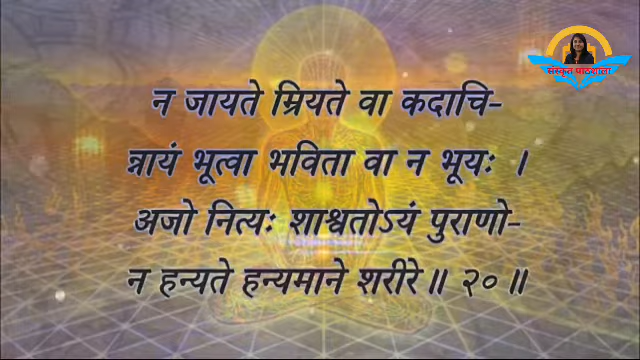 संस्कृत पाठशाला
न जायते म्रियते वा कदाचि-
न्नायं भूत्वा भविता वा न भूयः ।
अजो नित्यः शाश्वतोऽयं पुराणो-
न हन्यते हन्यमाने शरीरे ॥ २० ॥